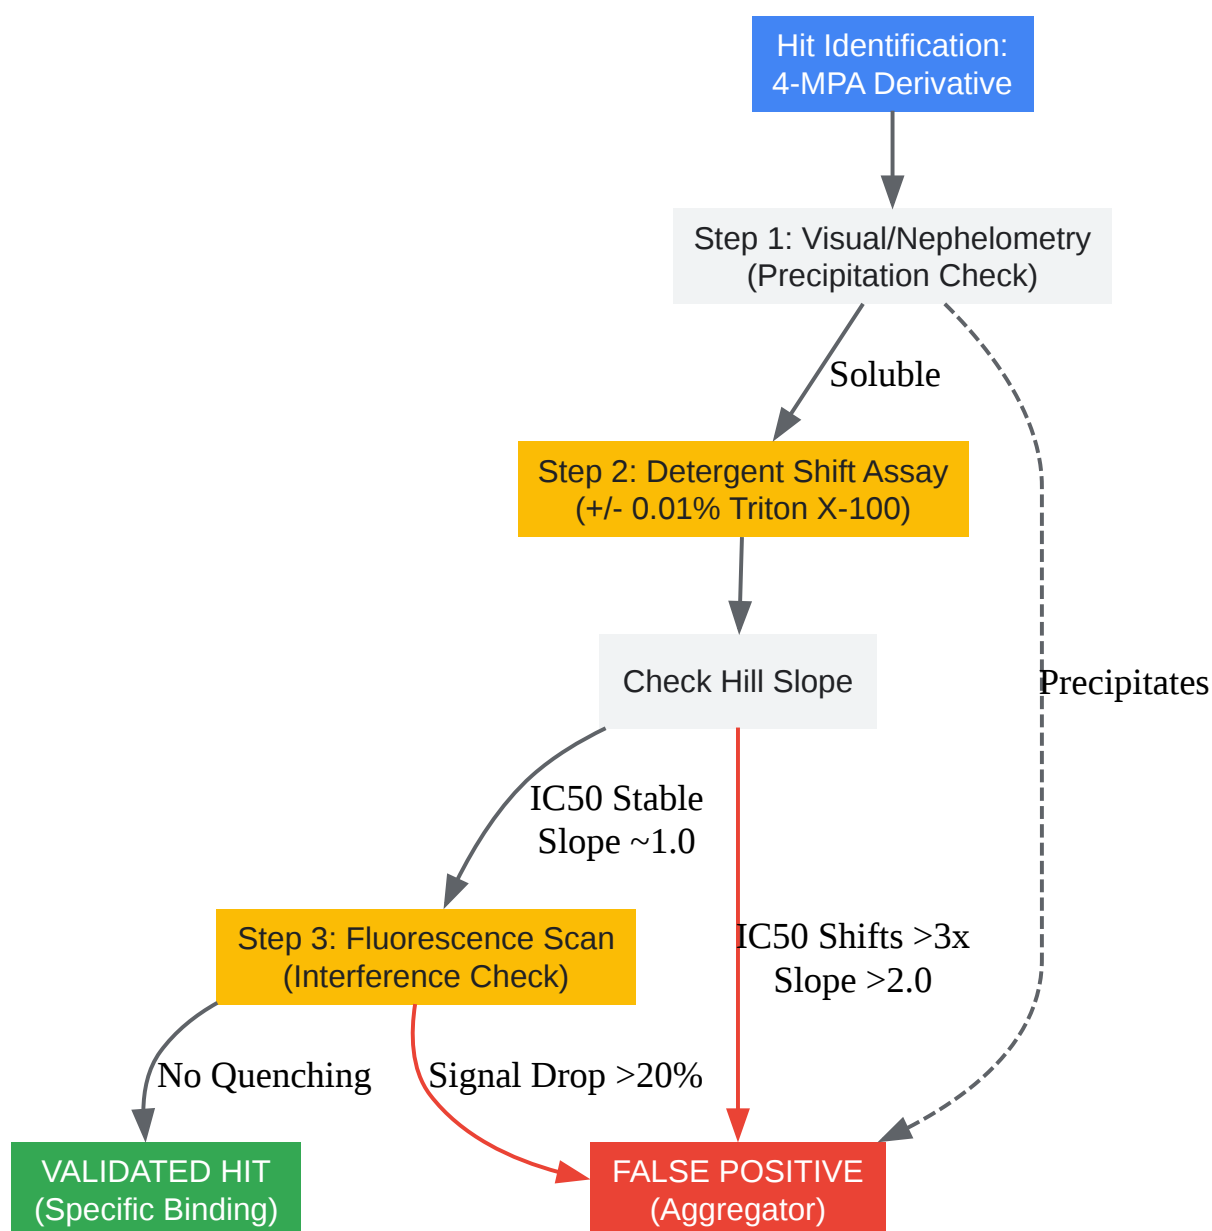 Hit Identification:
4-MPA Derivative
Step 1: Visual/Nephelometry
(Precipitation Check)
Soluble
Step 2: Detergent Shift Assay
(+/- 0.01% Triton X-100)
Check Hill Slope
Precipitates
IC50 Stable
Slope ~1.0
IC50 Shifts >3x
Slope >2.0
Step 3: Fluorescence Scan
(Interference Check)
No Quenching
Signal Drop >20%
VALIDATED HIT
(Specific Binding)
FALSE POSITIVE
(Aggregator)